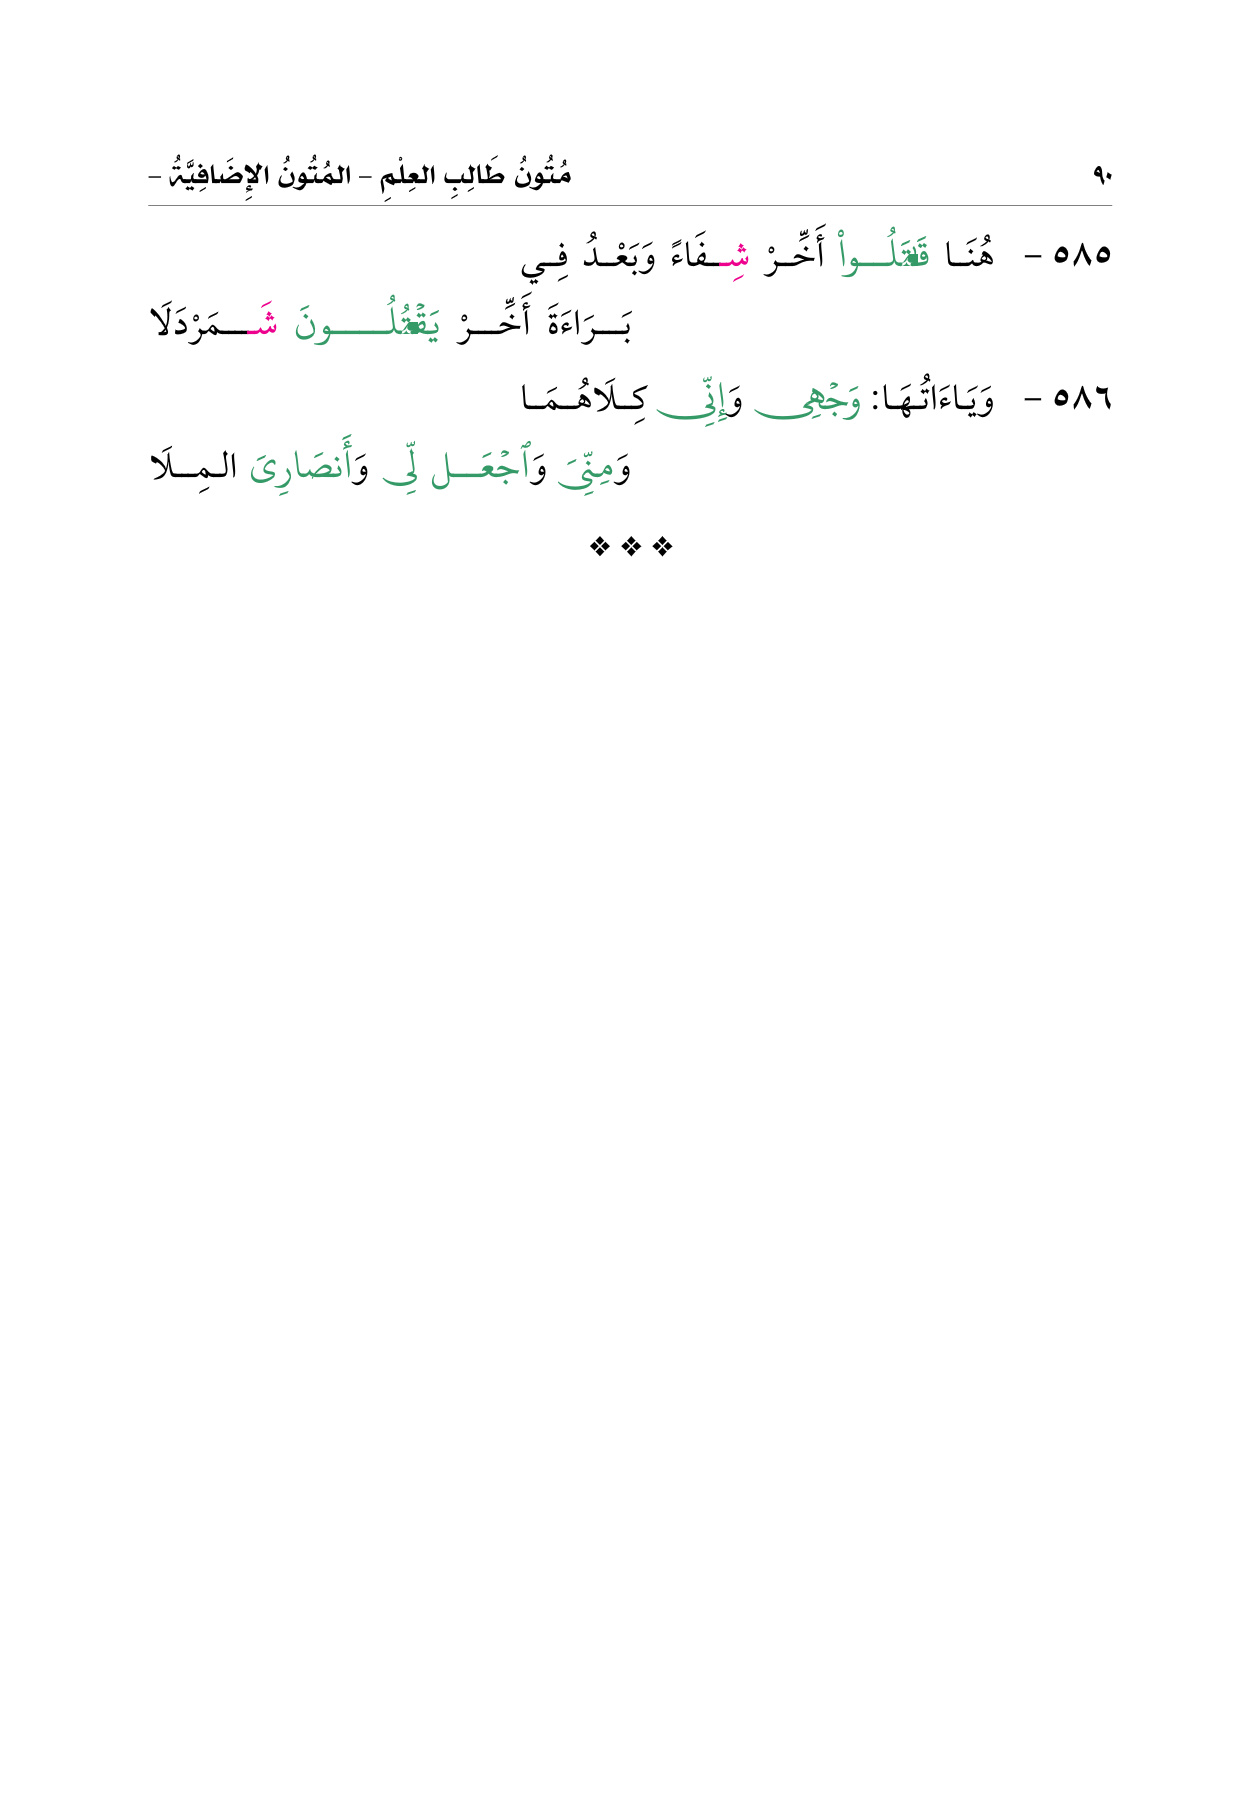 ٩٠ مُتُونُ طَالِبِ العِلْمِ – المُتُونُ الإِضَافِيَّةُ –
٥٨٥ – هُنَا قَٰتَلُوا۟ أَخِّرْ شِفَاءً وَبَعْدُ فِي
بَرَاءَةَ أَخِّرْ يَقْتُلُونَ شَمَرْدَلَا
٥٨٦ – وَيَاءَاتُهَا: وَجْهِى وَإِنِّى كِلَاهُمَا
وَمِنِّىَ وَٱجْعَل لِّى وَأَنصَارِىَ المِلَا
❖ ❖ ❖